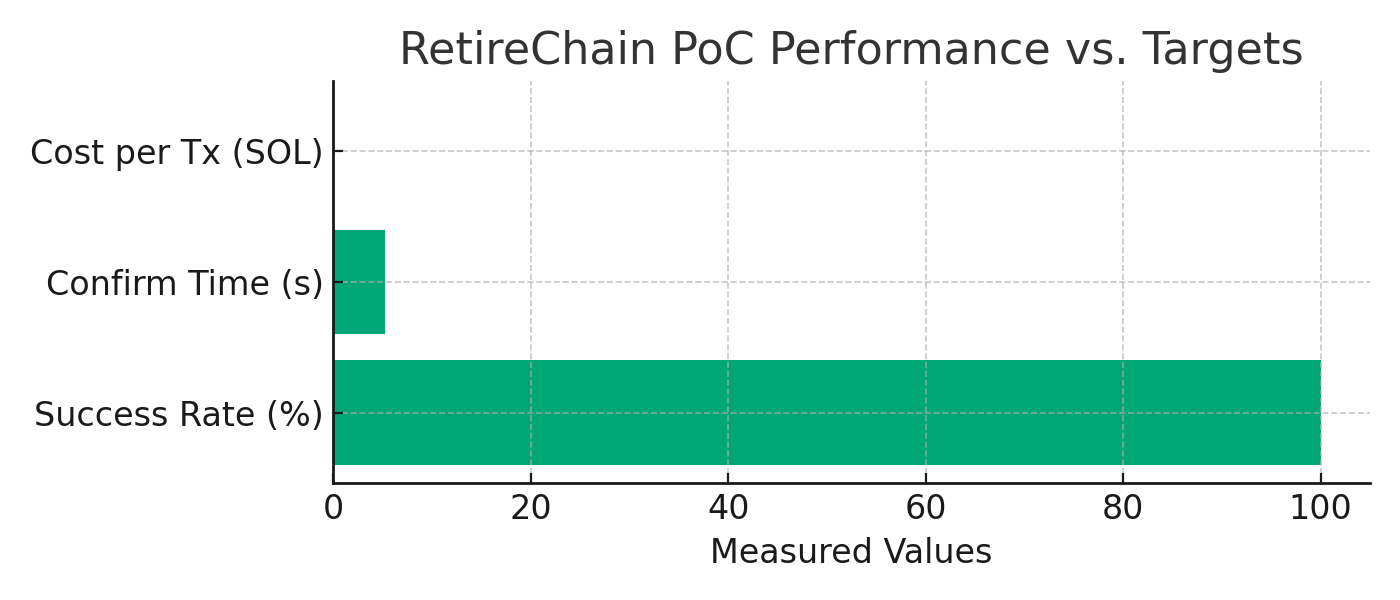 RetireChain PoC Performance vs. Targets
Cost per Tx (SOL)
Confirm Time (s)
Success Rate (%)
0 20 40 60 80 100
Measured Values